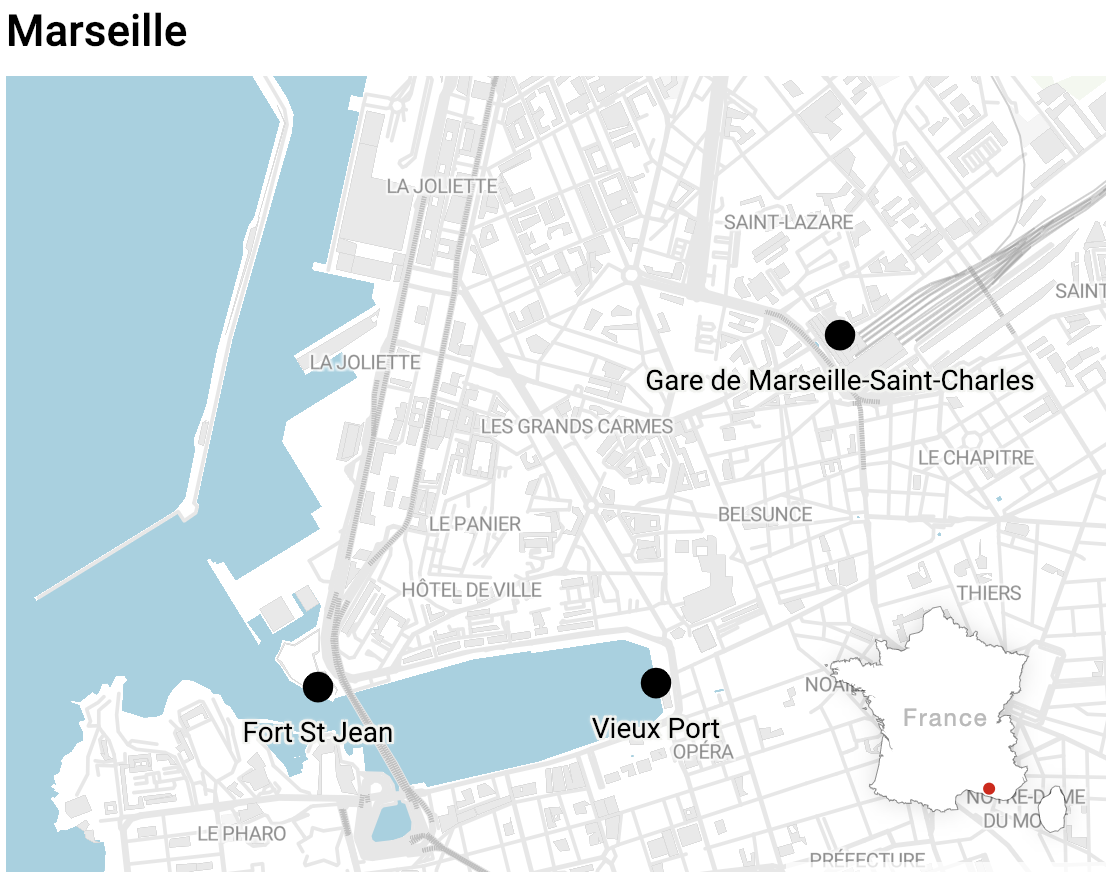 Marseille
LA JOLIETTE
SAINT-LAZARE
SAINT
LA JOLIETTE
Gare de Marseille-Saint-Charles
LES GRANDS CARMES
LE CHAPITRE
BELSUNCE
LE PANIER
HÔTEL DE VILLE
THIERS
NOAI
France
Fort St Jean
Vieux Port
OPÉRA
NOTRE-DAME
DU MO
LE PHARO
PRÉFECTURE